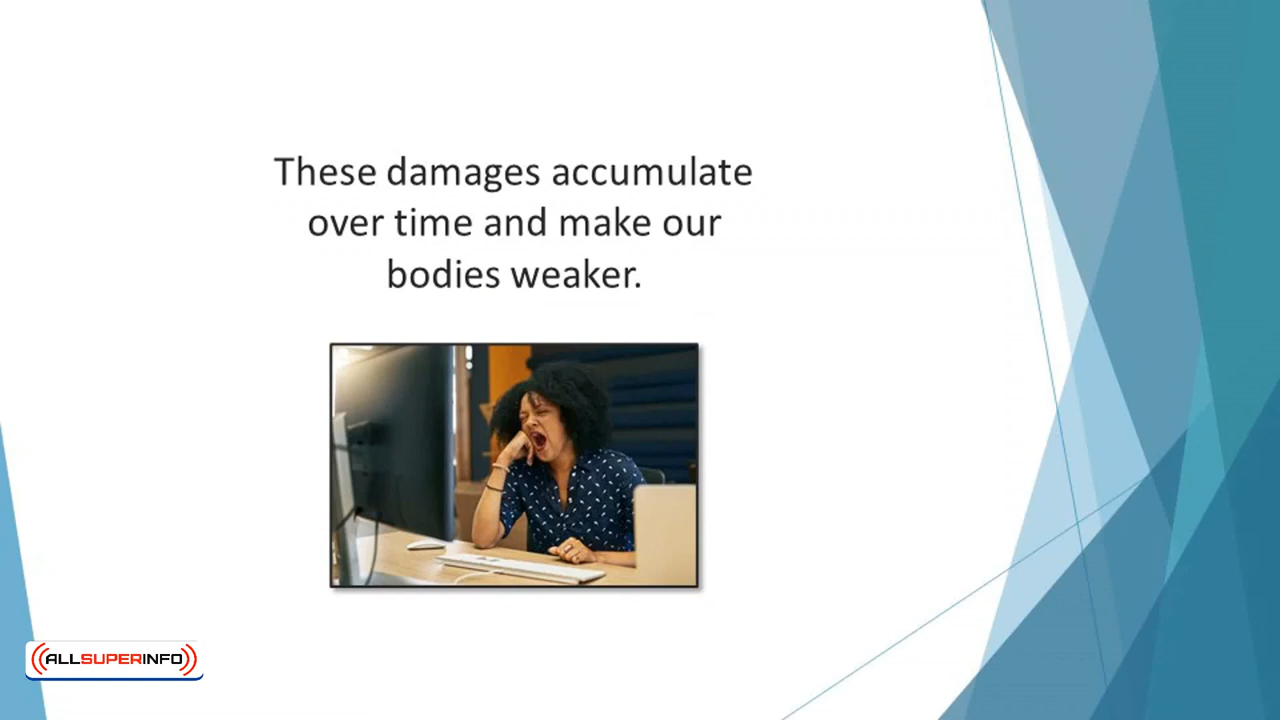 These damages accumulate
over time and make our
bodies weaker.
ALLSUPERINFO